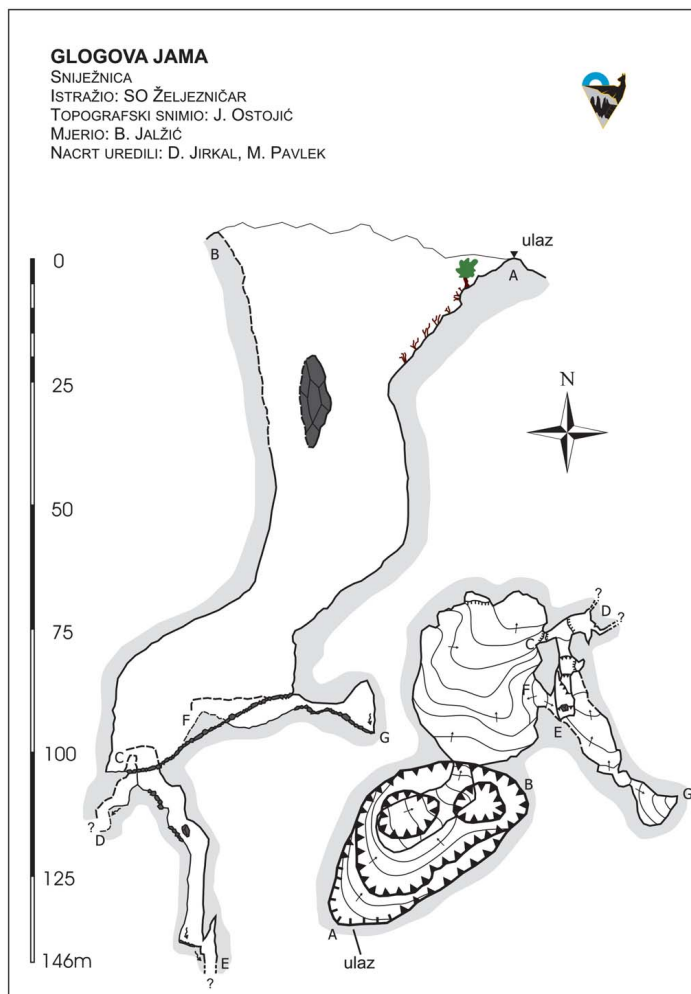 GLOGOVA JAMA
SNIJEŽNICA
ISTRAŽIO: SO ŽELJEZNIČAR
TOPOGRAFSKI SNIMIO: J. OSTOJIĆ
MJERIO: B. JALŽIĆ
NACRT UREDILI: D. JIRKAL, M. PAVLEK
ulaz
B
0
A
25
N
50
?
D
?
75
C
F
F
E
G
100
C
G
B
?
D
125
A
E
146m
ulaz
?